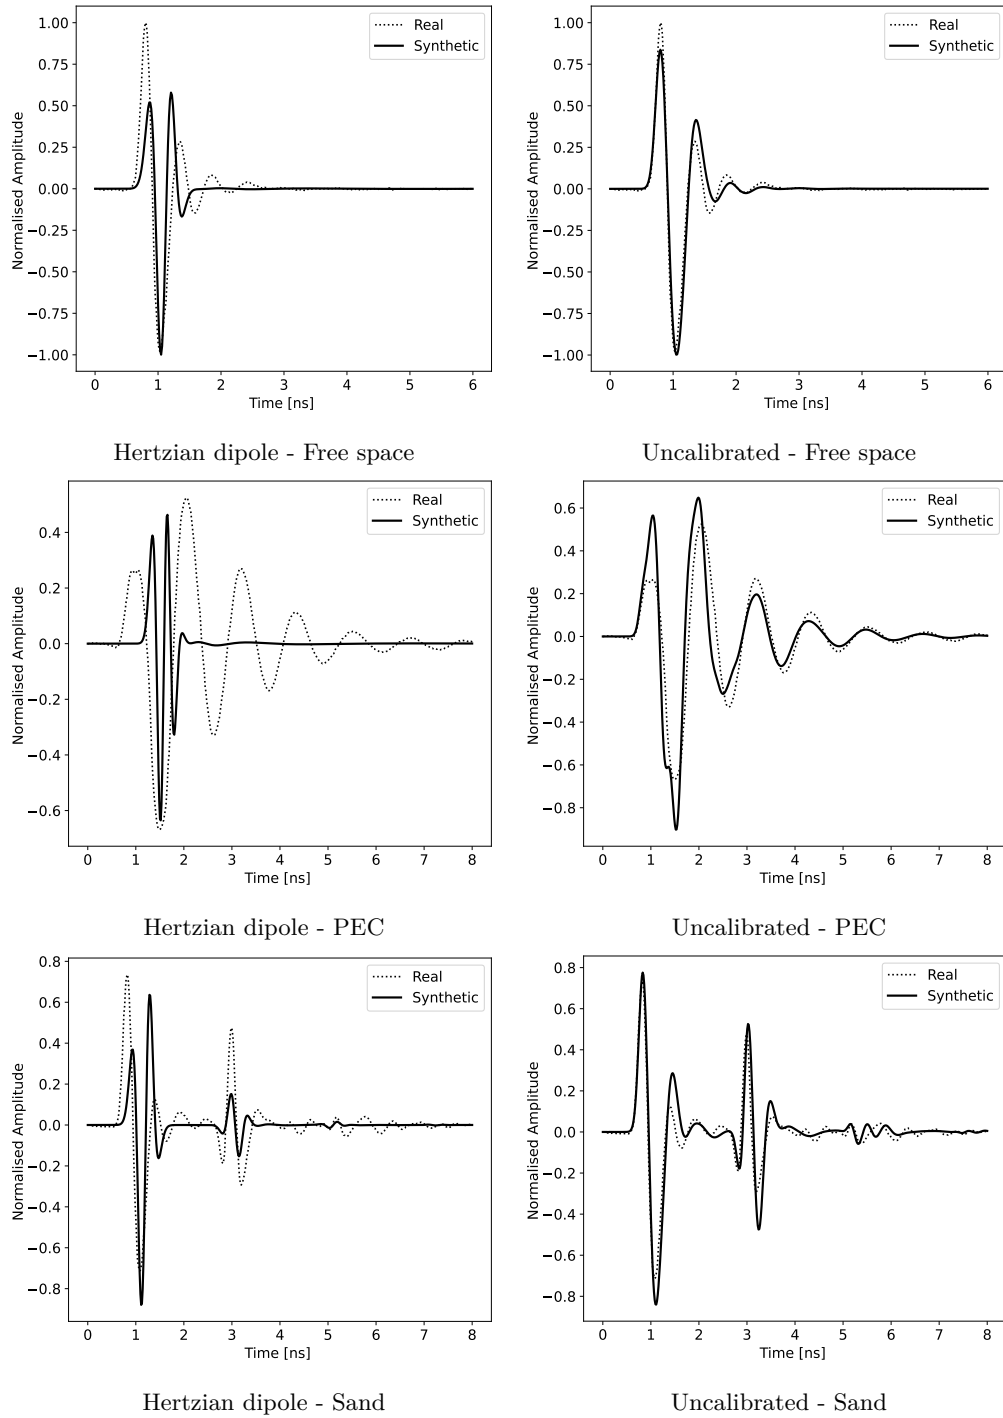 1.00
0.75
0.50
0.25
0.00
−0.25
−0.50
−0.75
−1.00
Normalised Amplitude
Real
Synthetic
0 1 2 3 4 5 6
Time [ns]
Hertzian dipole - Free space
1.00
0.75
0.50
0.25
0.00
−0.25
−0.50
−0.75
−1.00
Normalised Amplitude
Real
Synthetic
0 1 2 3 4 5 6
Time [ns]
Uncalibrated - Free space
0.4
0.2
0.0
−0.2
−0.4
−0.6
Normalised Amplitude
Real
Synthetic
0 1 2 3 4 5 6 7 8
Time [ns]
Hertzian dipole - PEC
0.6
0.4
0.2
0.0
−0.2
−0.4
−0.6
−0.8
Normalised Amplitude
Real
Synthetic
0 1 2 3 4 5 6 7 8
Time [ns]
Uncalibrated - PEC
0.8
0.6
0.4
0.2
0.0
−0.2
−0.4
−0.6
−0.8
Normalised Amplitude
Real
Synthetic
0 1 2 3 4 5 6 7 8
Time [ns]
Hertzian dipole - Sand
0.8
0.6
0.4
0.2
0.0
−0.2
−0.4
−0.6
−0.8
Normalised Amplitude
Real
Synthetic
0 1 2 3 4 5 6 7 8
Time [ns]
Uncalibrated - Sand